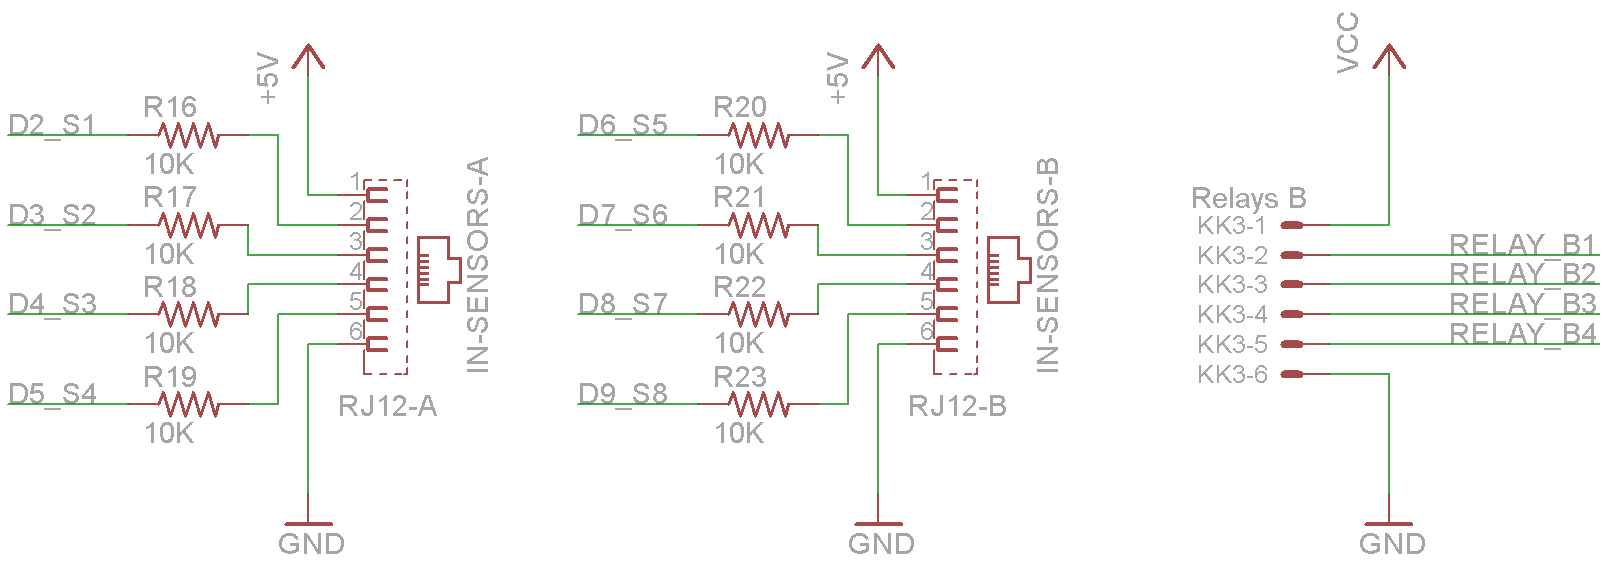 +5V
D2_S1
R16
10K
D3_S2
R17
10K
D4_S3
R18
10K
D5_S4
R19
10K
1
2
3
4
5
6
IN-SENSORS-A
RJ12-A
GND
+5V
D6_S5
R20
10K
D7_S6
R21
10K
D8_S7
R22
10K
D9_S8
R23
10K
1
2
3
4
5
6
IN-SENSORS-B
RJ12-B
GND
VCC
Relays B
KK3-1
KK3-2
KK3-3
KK3-4
KK3-5
KK3-6
RELAY_B1
RELAY_B2
RELAY_B3
RELAY_B4
GND